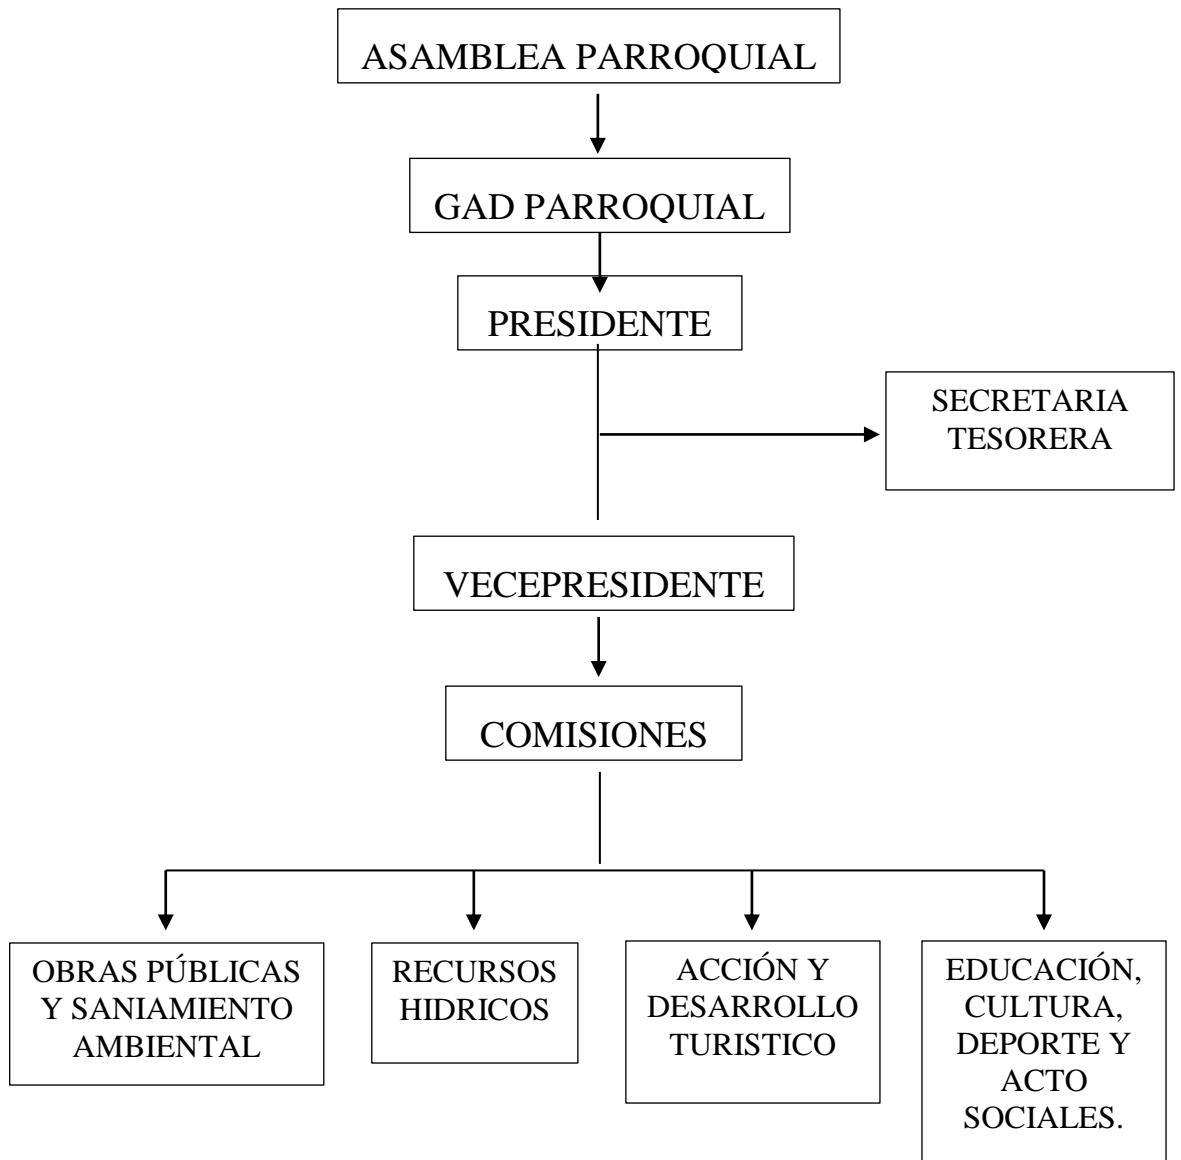 ASAMBLEA PARROQUIAL
GAD PARROQUIAL
PRESIDENTE
SECRETARIA
TESORERA
VECEPRESIDENTE
COMISIONES
OBRAS PÚBLICAS
Y SANIAMIENTO
AMBIENTAL
RECURSOS
HIDRICOS
ACCIÓN Y
DESARROLLO
TURISTICO
EDUCACIÓN,
CULTURA,
DEPORTE Y
ACTO
SOCIALES.